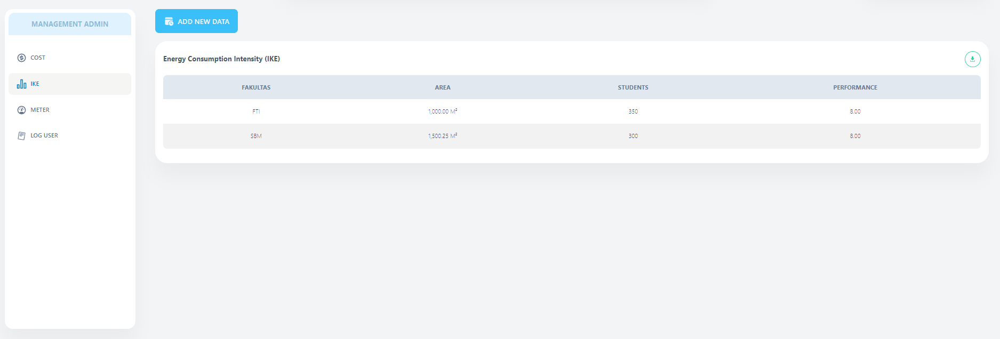 MANAGEMENT ADMIN
COST
IKE
METER
LOG USER
ADD NEW DATA
Energy Consumption Intensity (IKE)
FAKULTAS AREA STUDENTS PERFORMANCE
FTI 1,000.00 M² 350 8.00
SBM 1,500.25 M² 300 8.00